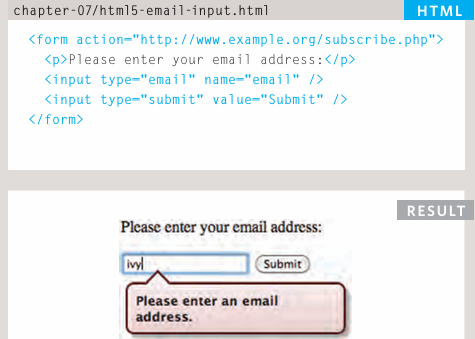 chapter-07/html5-email-input.html HTML
<form action="http://www.example.org/subscribe.php">
<p>Please enter your email address:</p>
<input type="email" name="email" />
<input type="submit" value="Submit" />
</form>
RESULT
Please enter your email address:
ivy Submit
Please enter an email
address.